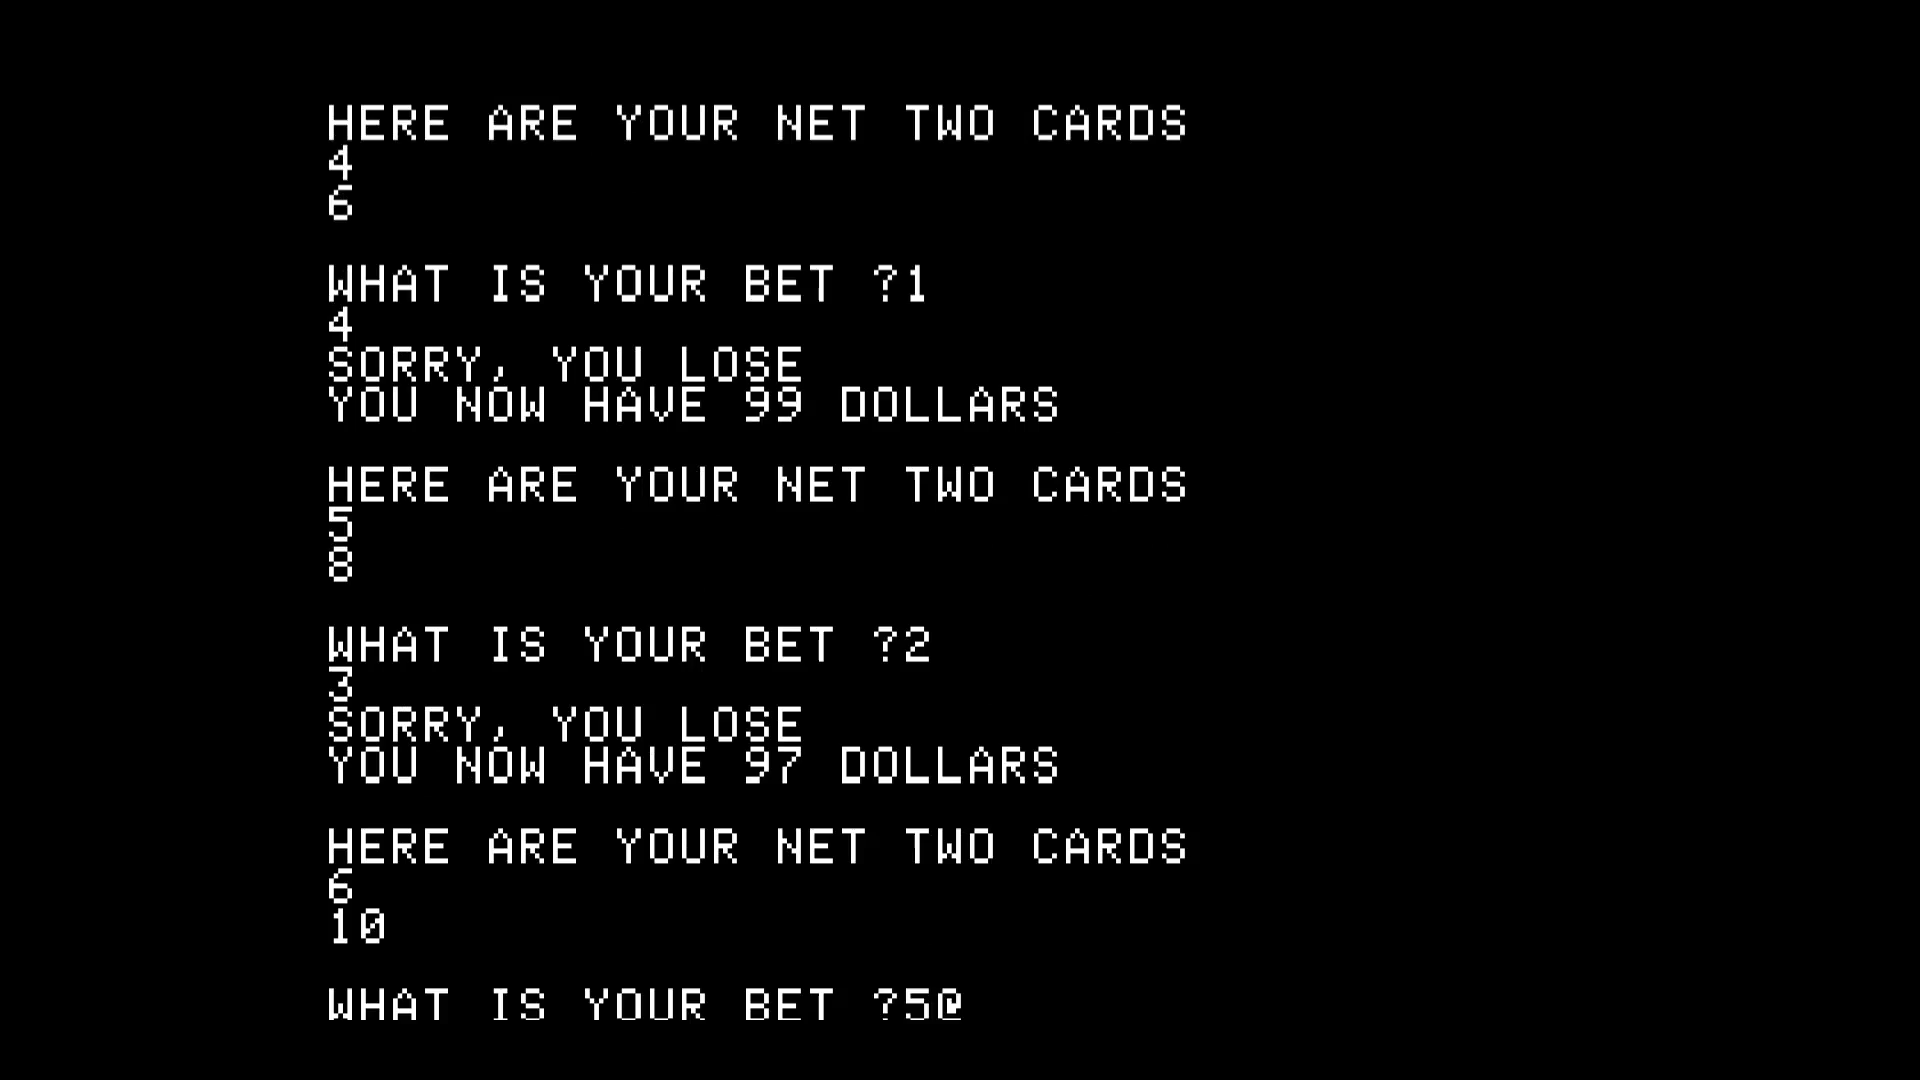 HERE ARE YOUR NET TWO CARDS
4
6
WHAT IS YOUR BET ?1
4
SORRY, YOU LOSE
YOU NOW HAVE 99 DOLLARS
HERE ARE YOUR NET TWO CARDS
5
8
WHAT IS YOUR BET ?2
3
SORRY, YOU LOSE
YOU NOW HAVE 97 DOLLARS
HERE ARE YOUR NET TWO CARDS
6
10
WHAT IS YOUR BET ?5@